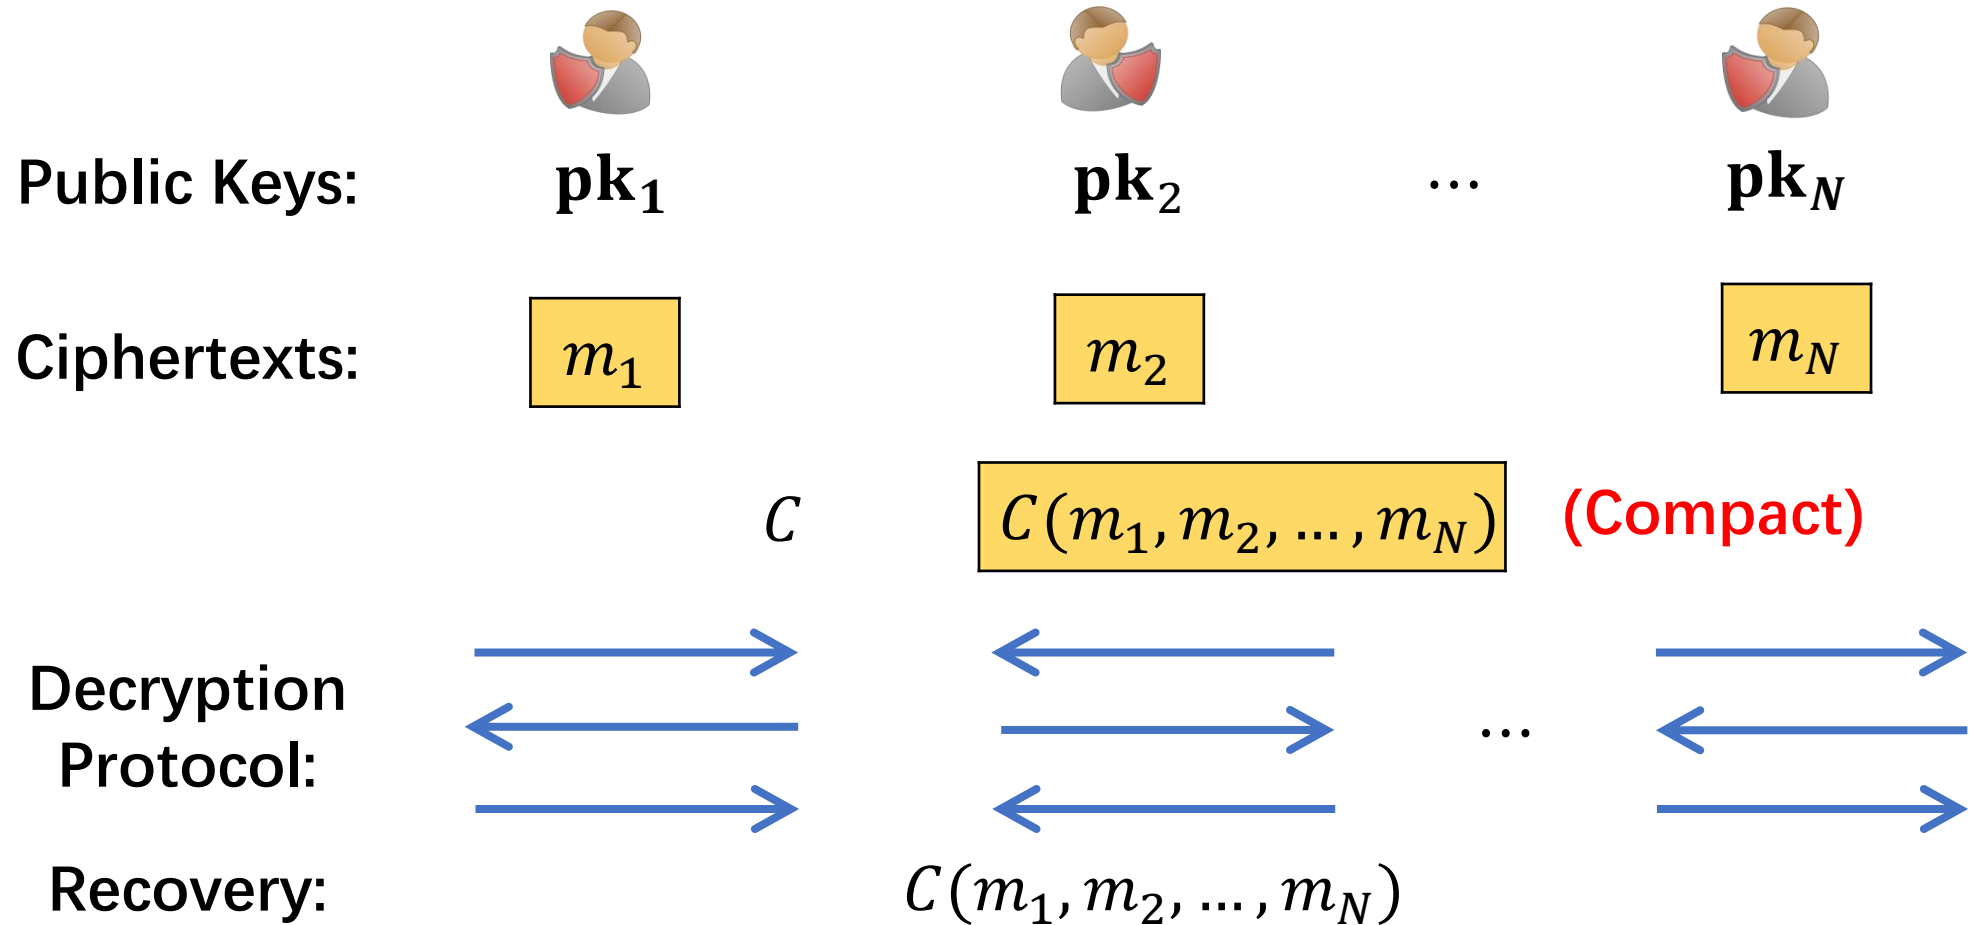 Public Keys: pk₁ pk₂ ⋯ pk_N
Ciphertexts: m₁ m₂ m_N
C C(m₁, m₂, … , m_N) (Compact)
Decryption
Protocol: ⋯
Recovery: C(m₁, m₂, … , m_N)